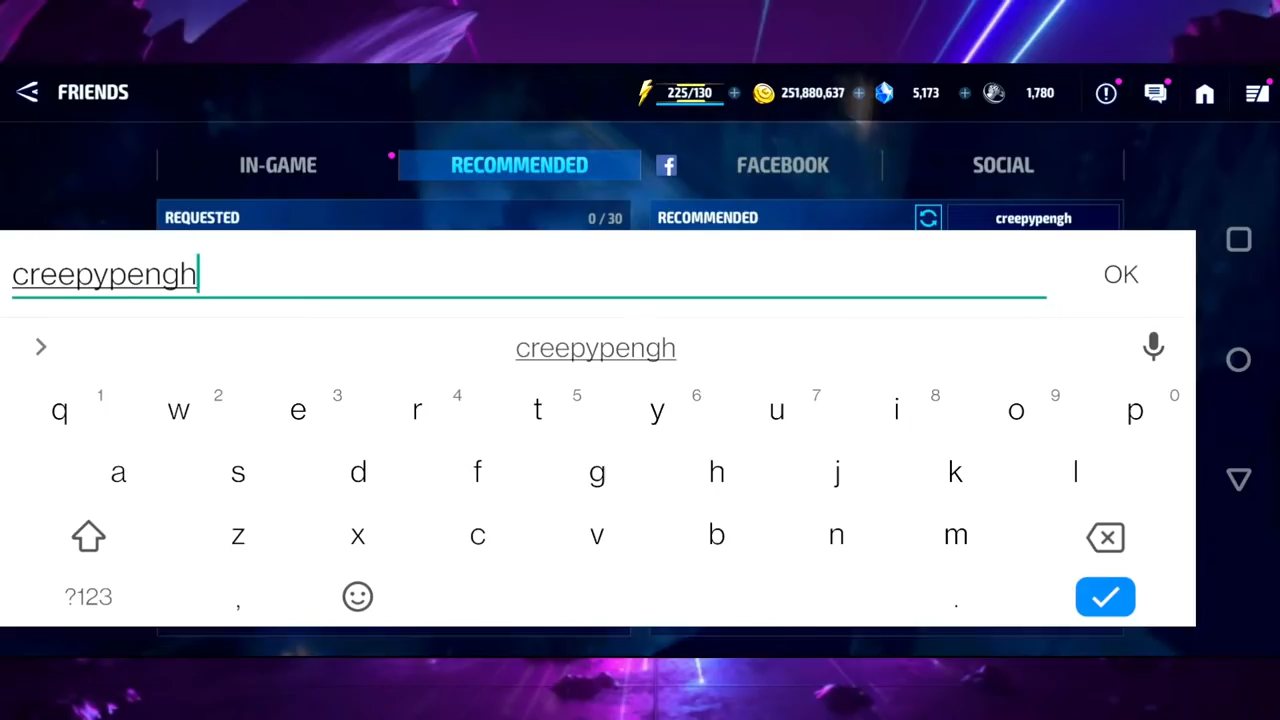 FRIENDS
225/130
251,880,637
5,173
1,780
IN-GAME
RECOMMENDED
f
FACEBOOK
SOCIAL
REQUESTED
0 / 30
RECOMMENDED
creepypengh
creepypengh
OK
creepypengh
q 1 w 2 e 3 r 4 t 5 y 6 u 7 i 8 o 9 p 0
a s d f g h j k l
z x c v b n m
?123 , .